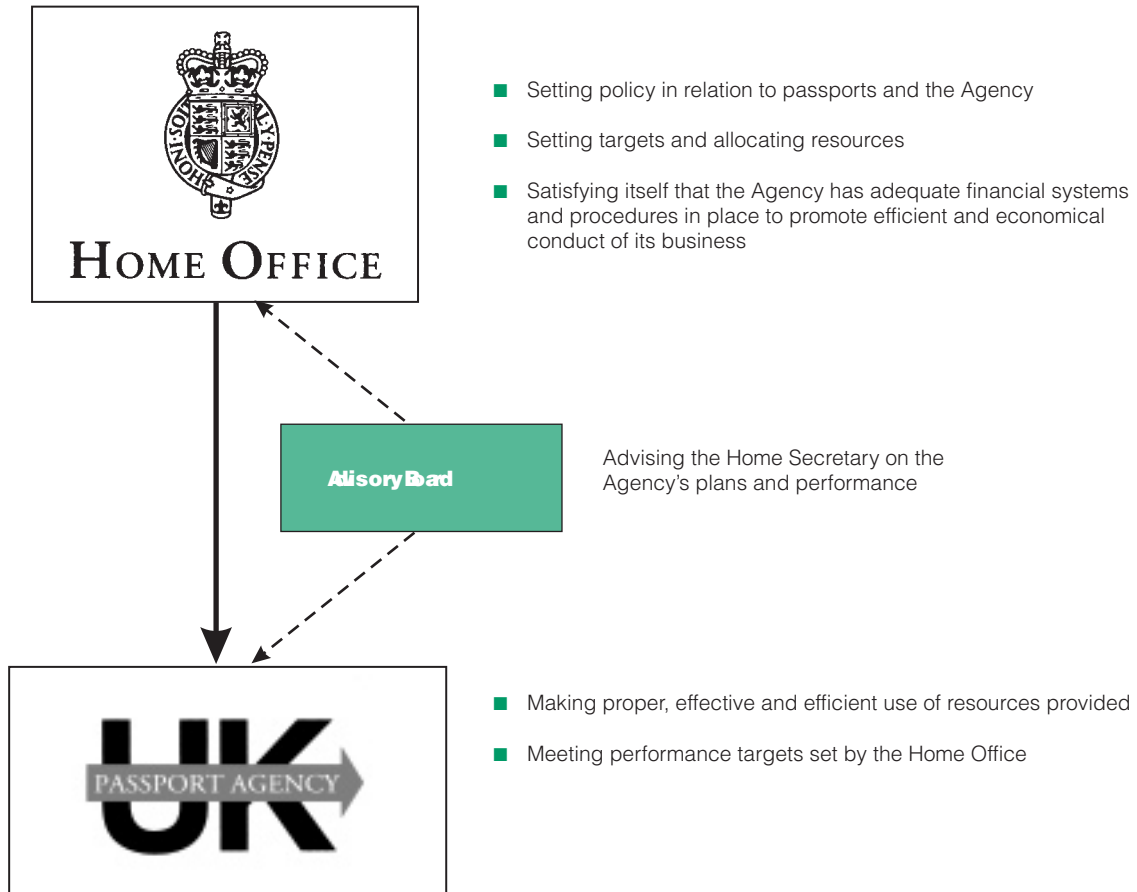 HONI·SOI
AL·Y·PENSE
HOME OFFICE
Setting policy in relation to passports and the Agency
Setting targets and allocating resources
Satisfying itself that the Agency has adequate financial systems
and procedures in place to promote efficient and economical
conduct of its business
Advisory Board
Advising the Home Secretary on the
Agency’s plans and performance
UK
PASSPORT AGENCY
Making proper, effective and efficient use of resources provided
Meeting performance targets set by the Home Office